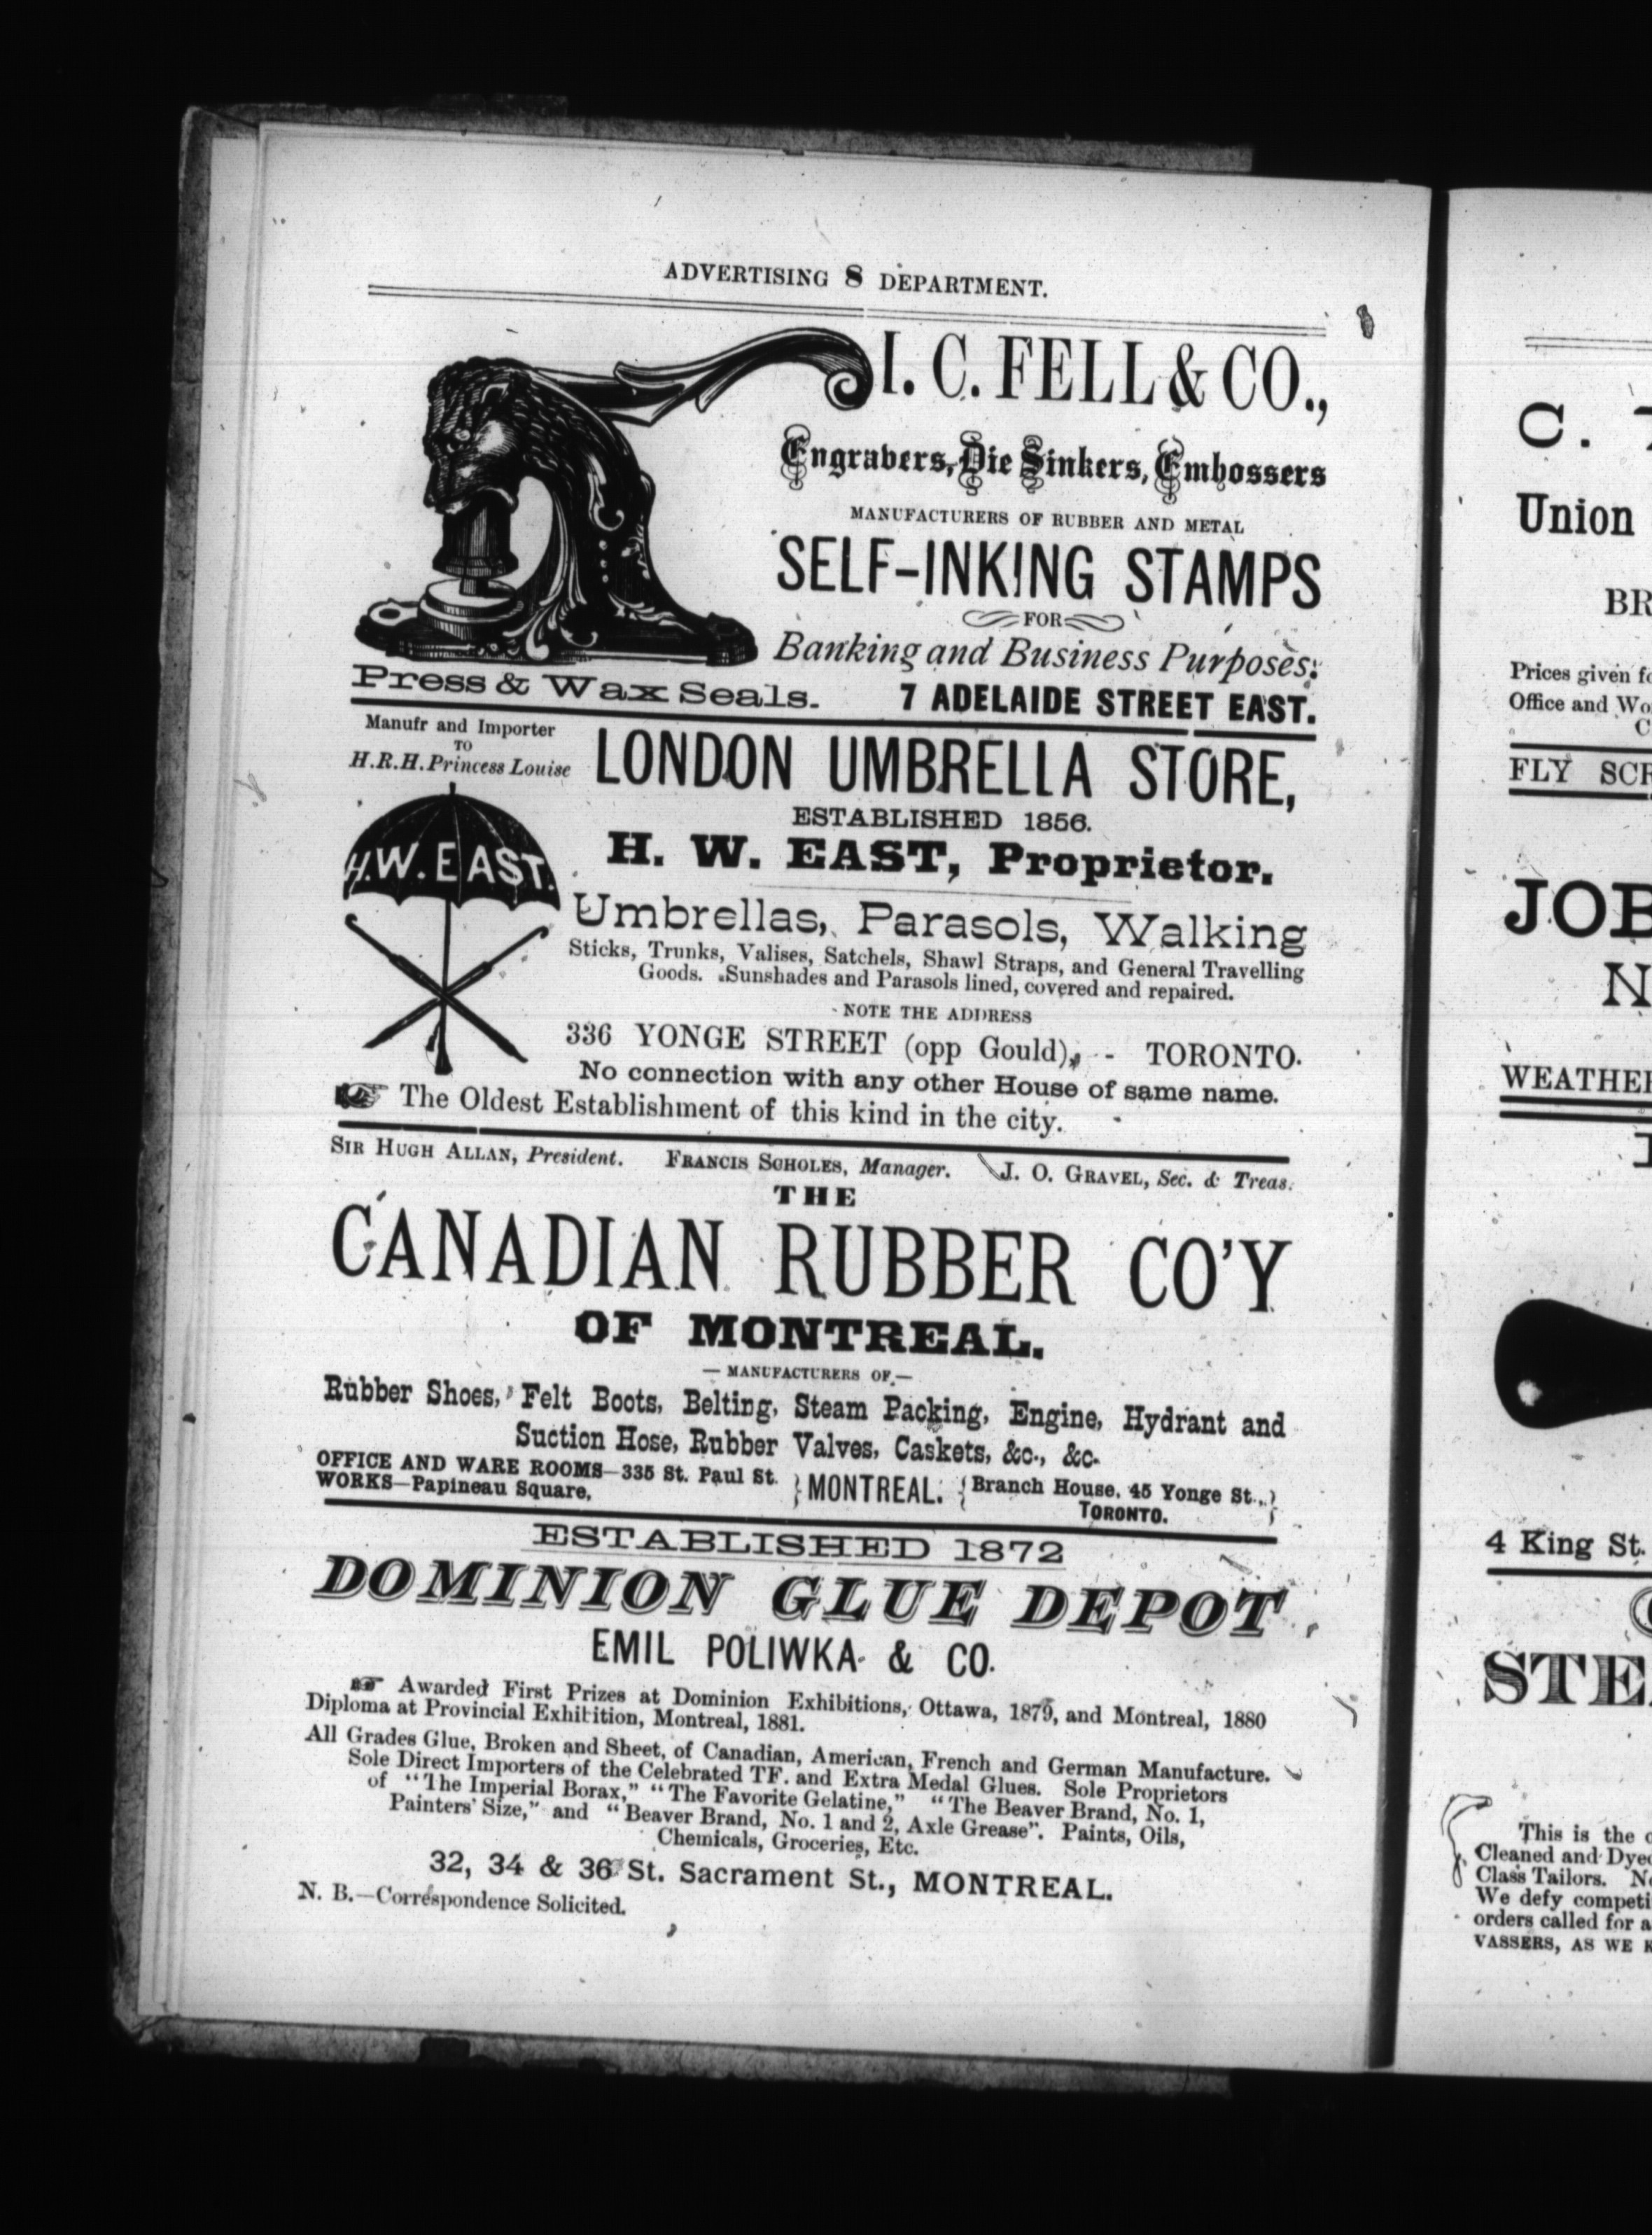 ADVERTISING 8 DEPARTMENT.
I. C. FELL & CO.,
Engravers, Die Sinkers, Embossers
MANUFACTURERS OF RUBBER AND METAL
SELF-INKING STAMPS
FOR
Banking and Business Purposes.
Press & Wax Seals. 7 ADELAIDE STREET EAST.
Manufr and Importer
TO
H.R.H. Princess Louise
LONDON UMBRELLA STORE,
ESTABLISHED 1856.
H. W. EAST, Proprietor.
H.W. EAST.
Umbrellas, Parasols, Walking
Sticks, Trunks, Valises, Satchels, Shawl Straps, and General Travelling
Goods. Sunshades and Parasols lined, covered and repaired.
NOTE THE ADDRESS
336 YONGE STREET (opp Gould), - TORONTO.
No connection with any other House of same name.
☞ The Oldest Establishment of this kind in the city.
SIR HUGH ALLAN, President. FRANCIS SCHOLES, Manager. J. O. GRAVEL, Sec. & Treas.
THE
CANADIAN RUBBER CO'Y
OF MONTREAL.
— MANUFACTURERS OF —
Rubber Shoes, Felt Boots, Belting, Steam Packing, Engine, Hydrant and
Suction Hose, Rubber Valves, Caskets, &c., &c.
OFFICE AND WARE ROOMS—335 St. Paul St.
WORKS—Papineau Square,
} MONTREAL. { Branch House, 45 Yonge St., }
TORONTO.
ESTABLISHED 1872
DOMINION GLUE DEPOT
EMIL POLIWKA & CO.
☞ Awarded First Prizes at Dominion Exhibitions, Ottawa, 1879, and Montreal, 1880
Diploma at Provincial Exhibition, Montreal, 1881.
All Grades Glue, Broken and Sheet, of Canadian, American, French and German Manufacture.
Sole Direct Importers of the Celebrated TF. and Extra Medal Glues. Sole Proprietors
of "The Imperial Borax," "The Favorite Gelatine," "The Beaver Brand, No. 1,
Painters' Size," and "Beaver Brand, No. 1 and 2, Axle Grease". Paints, Oils,
Chemicals, Groceries, Etc.
32, 34 & 36 St. Sacrament St., MONTREAL.
N. B.—Correspondence Solicited.
C.
Union
BR
Prices given fo
Office and Wo
C
FLY SCR
JOB
N
WEATHER
4 King St.
STE
This is the
Cleaned and Dyed
Class Tailors.
We defy competi
orders called for a
VASSERS, AS WE K